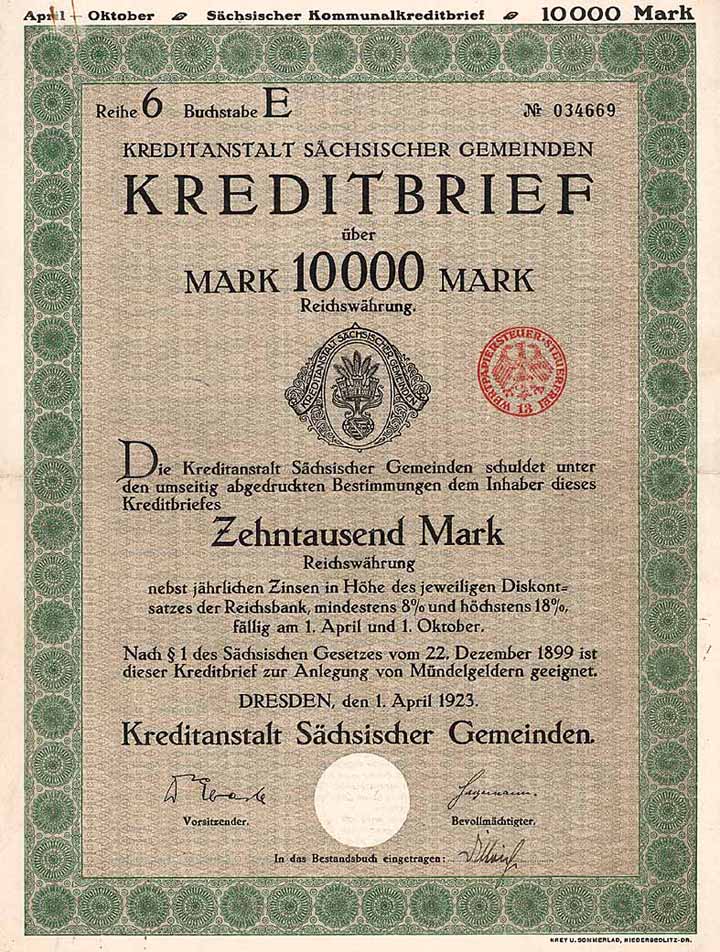 April - Oktober Sächsischer Kommunalkreditbrief 10000 Mark
Reihe 6 Buchstabe E № 034669
KREDITANSTALT SÄCHSISCHER GEMEINDEN
KREDITBRIEF
über
MARK 10000 MARK
Reichswährung.
KREDITANSTALT SÄCHSISCHER GEMEINDEN
WERTPAPIERSTEUER-STEUERFREI
13
Die Kreditanstalt Sächsischer Gemeinden schuldet unter
den umseitig abgedruckten Bestimmungen dem Inhaber dieses
Kreditbriefes
Zehntausend Mark
Reichswährung
nebst jährlichen Zinsen in Höhe des jeweiligen Diskont=
satzes der Reichsbank, mindestens 8% und höchstens 18%,
fällig am 1. April und 1. Oktober.
Nach § 1 des Sächsischen Gesetzes vom 22. Dezember 1899 ist
dieser Kreditbrief zur Anlegung von Mündelgeldern geeignet.
DRESDEN, den 1. April 1923.
Kreditanstalt Sächsischer Gemeinden.
Vorsitzender. Bevollmächtigter.
In das Bestandsbuch eingetragen:
KREY U. SOMMERLAD, NIEDERSEDLITZ-DR.